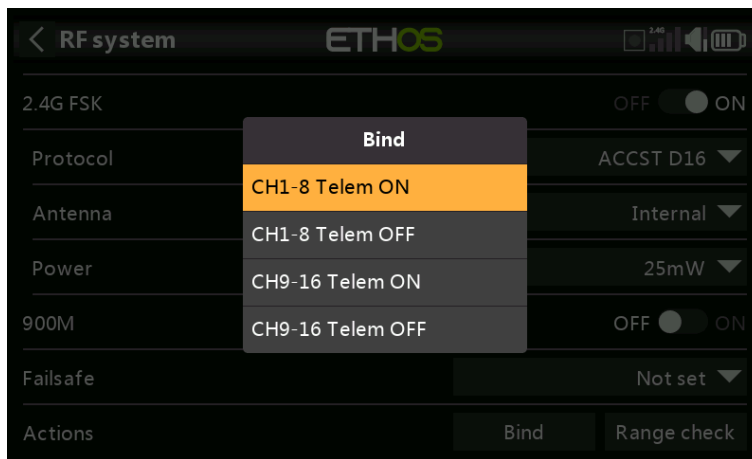 RF system ETHOS 2.4G
2.4G FSK OFF ON
Bind
Protocol ACCST D16
CH1-8 Telem ON
Antenna Internal
CH1-8 Telem OFF
Power 25mW
CH9-16 Telem ON
900M OFF ON
CH9-16 Telem OFF
Failsafe Not set
Actions Bind Range check